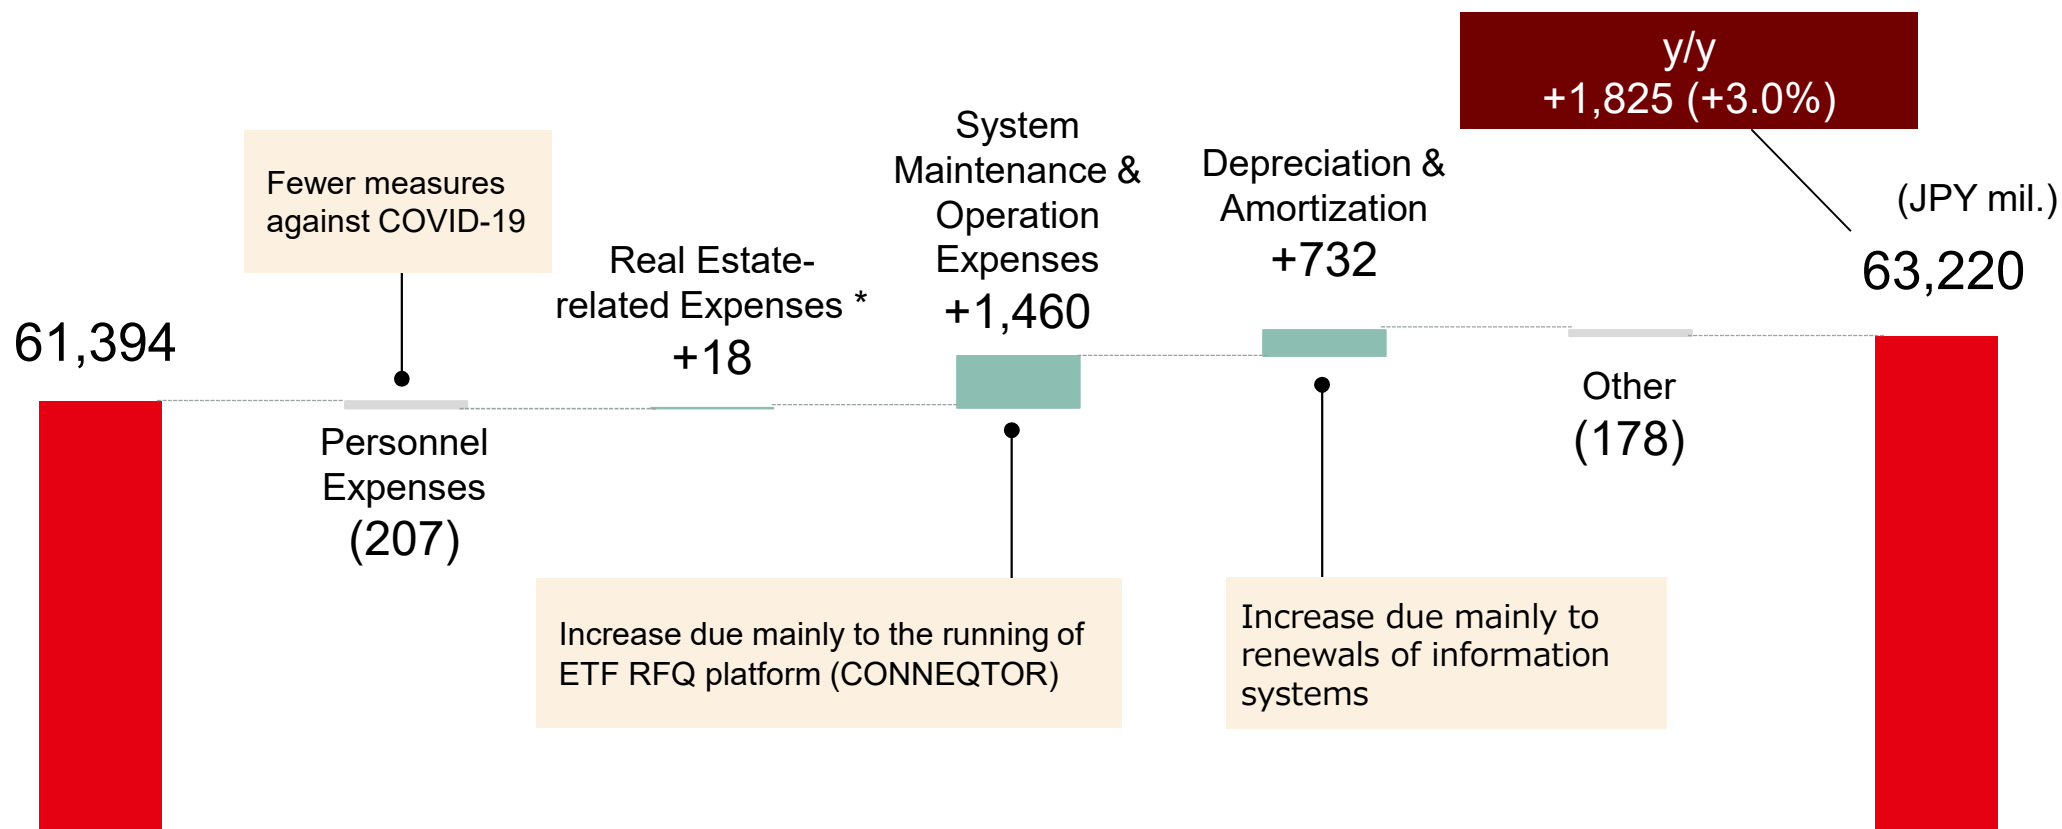 y/y
+1,825 (+3.0%)
(JPY mil.)
61,394
Fewer measures
against COVID-19
Personnel
Expenses
(207)
Real Estate-
related Expenses *
+18
System
Maintenance &
Operation
Expenses
+1,460
Increase due mainly to the running of
ETF RFQ platform (CONNEQTOR)
Depreciation &
Amortization
+732
Increase due mainly to
renewals of information
systems
Other
(178)
63,220